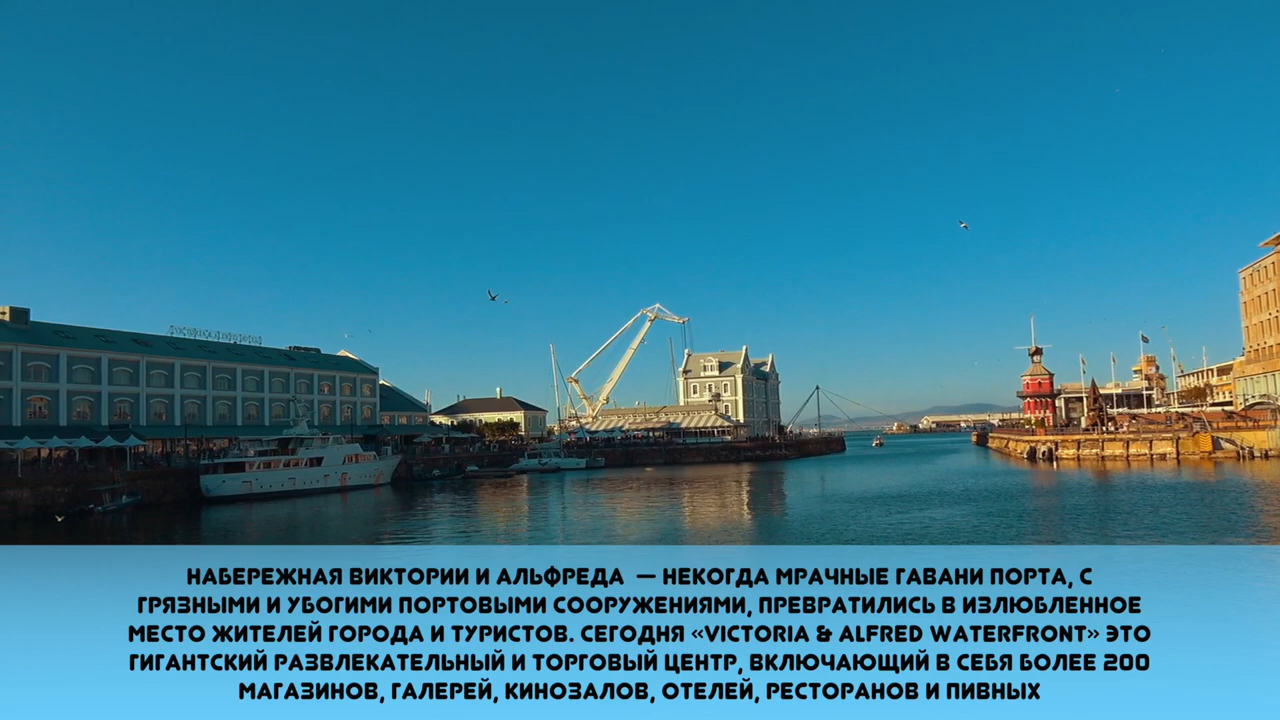 НАБЕРЕЖНАЯ ВИКТОРИИ И АЛЬФРЕДА — НЕКОГДА МРАЧНЫЕ ГАВАНИ ПОРТА, С
ГРЯЗНЫМИ И УБОГИМИ ПОРТОВЫМИ СООРУЖЕНИЯМИ, ПРЕВРАТИЛИСЬ В ИЗЛЮБЛЕННОЕ
МЕСТО ЖИТЕЛЕЙ ГОРОДА И ТУРИСТОВ. СЕГОДНЯ «VICTORIA & ALFRED WATERFRONT» ЭТО
ГИГАНТСКИЙ РАЗВЛЕКАТЕЛЬНЫЙ И ТОРГОВЫЙ ЦЕНТР, ВКЛЮЧАЮЩИЙ В СЕБЯ БОЛЕЕ 200
МАГАЗИНОВ, ГАЛЕРЕЙ, КИНОЗАЛОВ, ОТЕЛЕЙ, РЕСТОРАНОВ И ПИВНЫХ